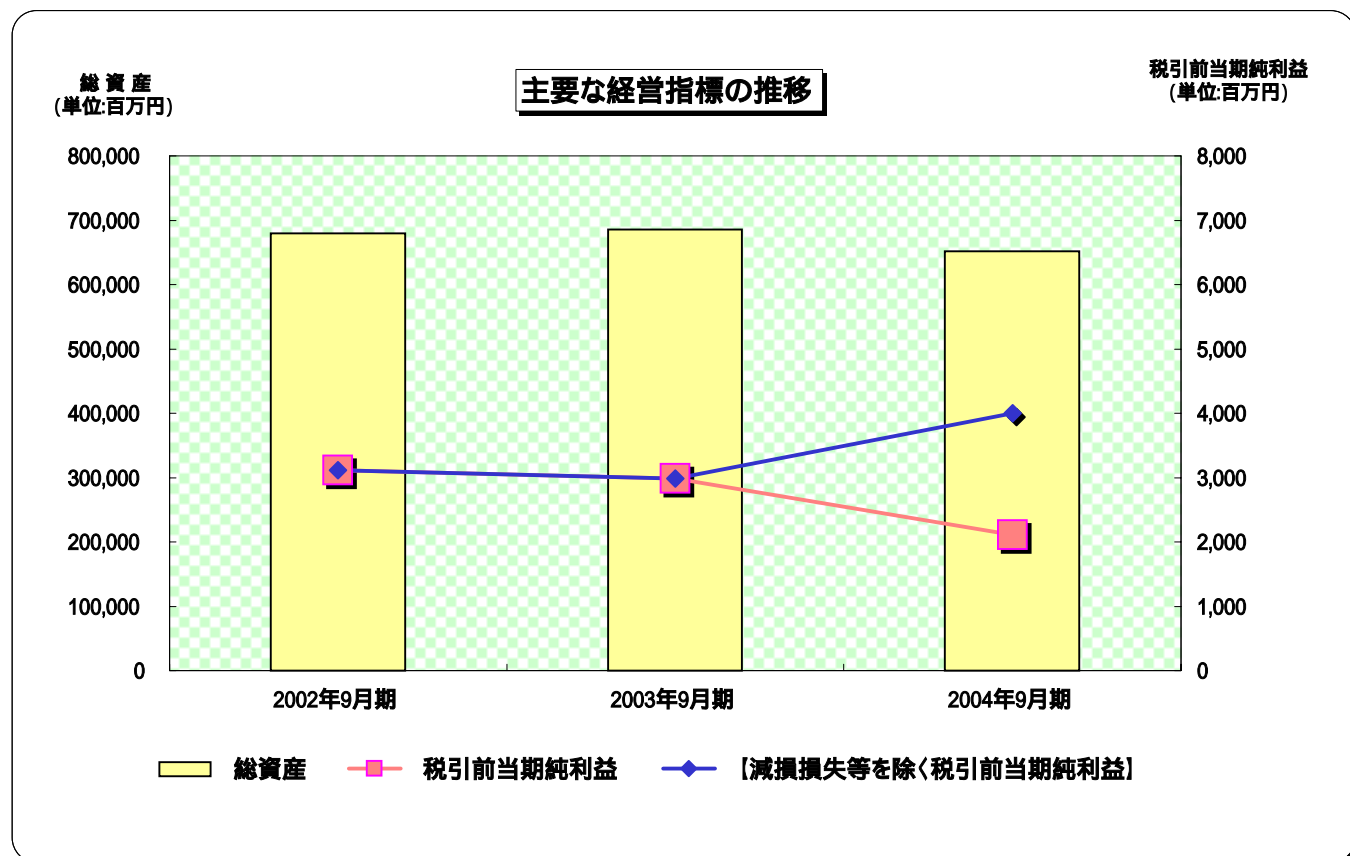 主要な経営指標の推移
総 資 産
(単位:百万円)
税引前当期純利益
(単位:百万円)
800,000
700,000
600,000
500,000
400,000
300,000
200,000
100,000
0
8,000
7,000
6,000
5,000
4,000
3,000
2,000
1,000
0
2002年9月期
2003年9月期
2004年9月期
総資産
税引前当期純利益
【減損損失等を除く税引前当期純利益】